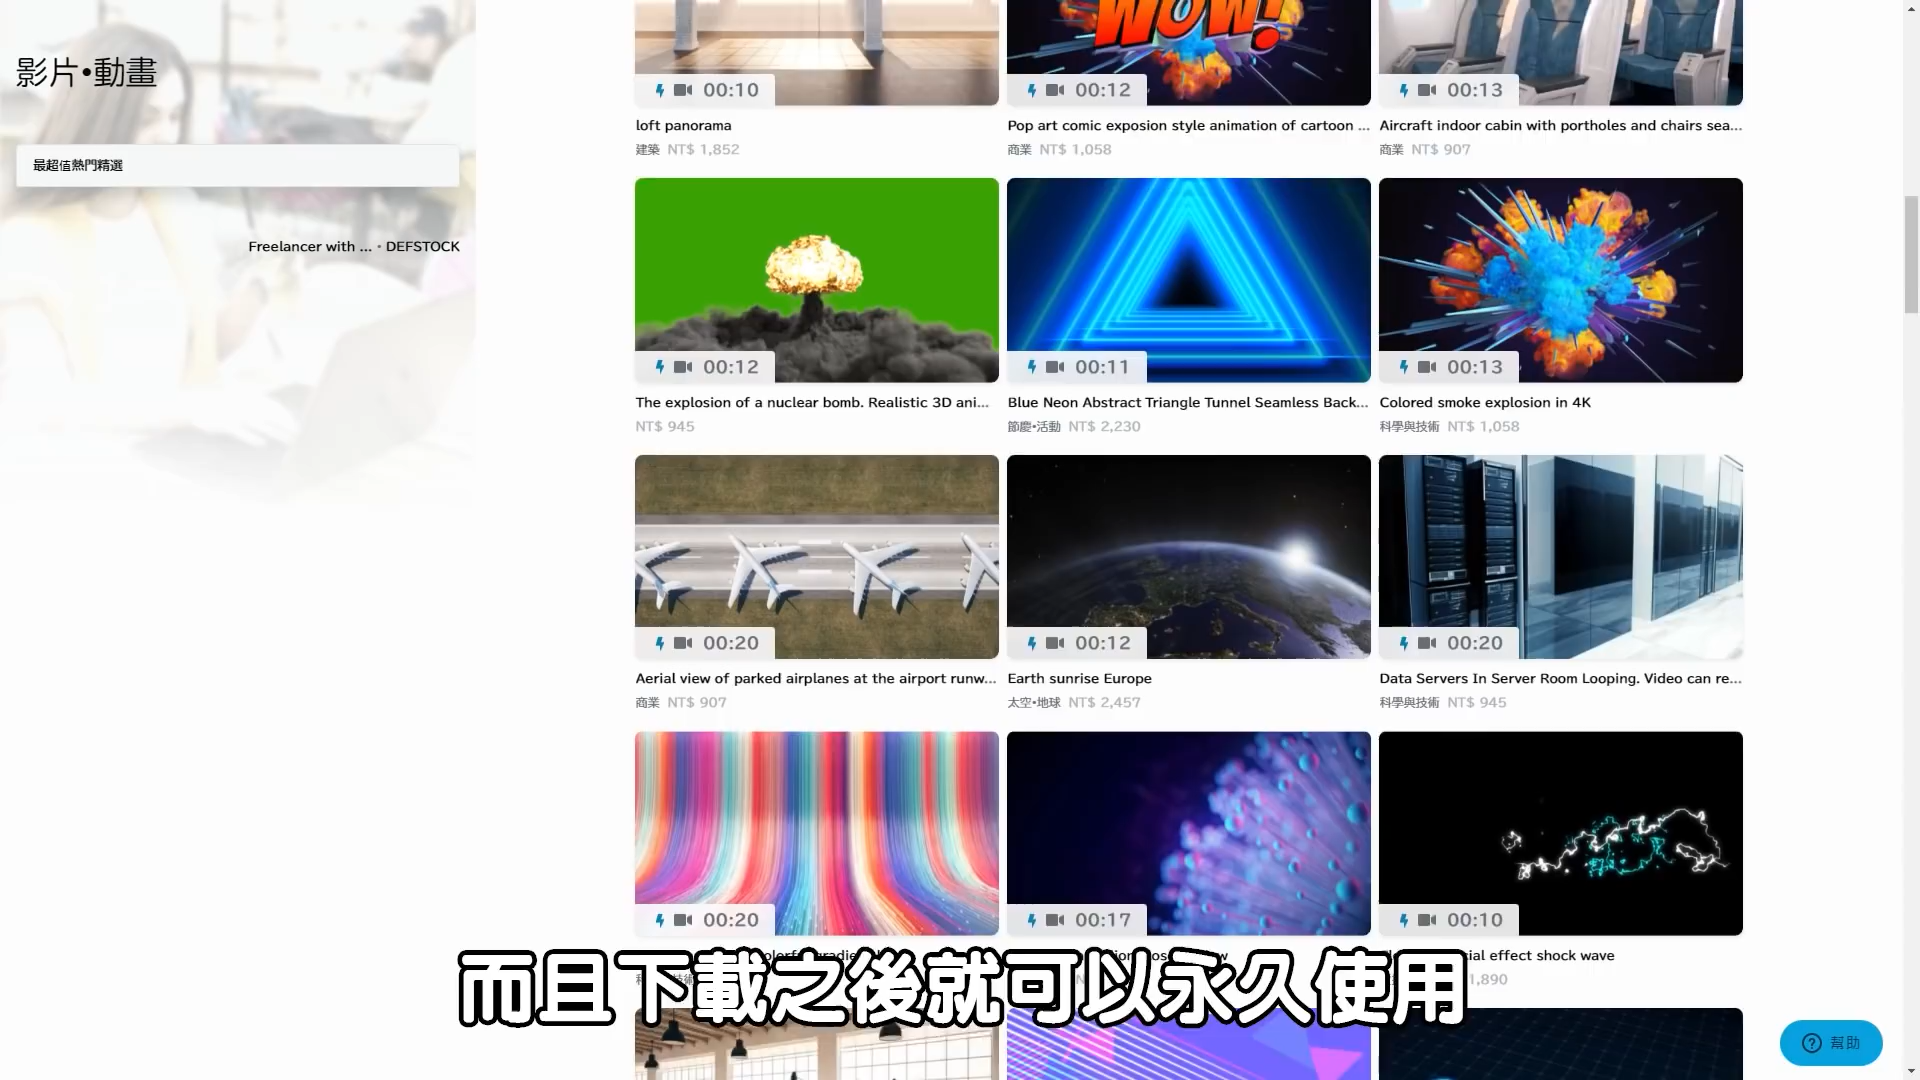 影片•動畫
最超值熱門精選
Freelancer with ... • DEFSTOCK
WOW!
00:10
00:12
00:13
loft panorama
Pop art comic exposion style animation of cartoon ...
Aircraft indoor cabin with portholes and chairs sea...
建築 NT$ 1,852
商業 NT$ 1,058
商業 NT$ 907
00:12
00:11
00:13
The explosion of a nuclear bomb. Realistic 3D ani...
Blue Neon Abstract Triangle Tunnel Seamless Back...
Colored smoke explosion in 4K
NT$ 945
節慶•活動 NT$ 2,230
科學與技術 NT$ 1,058
00:20
00:12
00:20
Aerial view of parked airplanes at the airport runw...
Earth sunrise Europe
Data Servers In Server Room Looping. Video can re...
商業 NT$ 907
太空•地球 NT$ 2,457
科學與技術 NT$ 945
00:20
00:17
00:10
effect shock wave
1,890
而且下載之後就可以永久使用
幫助